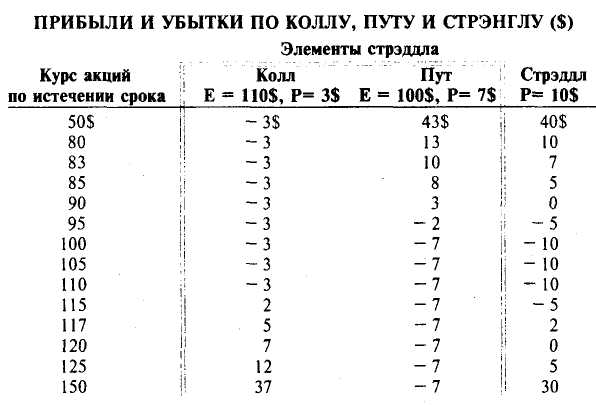 ПРИБЫЛИ И УБЫТКИ ПО КОЛЛУ, ПУТУ И СТРЭНГЛУ ($)
Элементы стрэддла
Курс акций Колл Пут Стрэддл
по истечении срока E = 110$, P= 3$ E = 100$, P= 7$ P= 10$
50$ − 3$ 43$ 40$
80 − 3 13 10
83 − 3 10 7
85 − 3 8 5
90 − 3 3 0
95 − 3 − 2 − 5
100 − 3 − 7 − 10
105 − 3 − 7 − 10
110 − 3 − 7 − 10
115 2 − 7 − 5
117 5 − 7 2
120 7 − 7 0
125 12 − 7 5
150 37 − 7 30